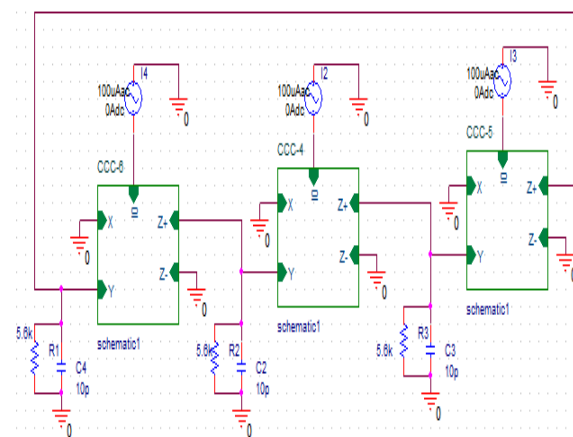 I4
100uAac
0Adc
0
CCC-6
IO
X
Z+
0
Z-
0
Y
schematic1
5.6k
R1
C4
10p
0
I2
100uAac
0Adc
0
CCC-4
IO
X
Z+
0
Z-
0
Y
schematic1
5.6k
R2
C2
10p
0
I3
100uAac
0Adc
0
CCC-5
IO
X
Z+
0
Z-
0
Y
schematic1
5.6k
R3
C3
10p
0